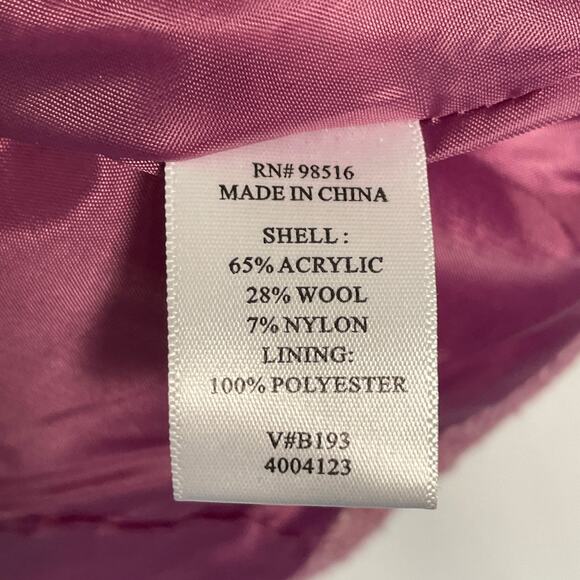 RN# 98516
MADE IN CHINA
SHELL :
65% ACRYLIC
28% WOOL
7% NYLON
LINING:
100% POLYESTER
V#B193
4004123